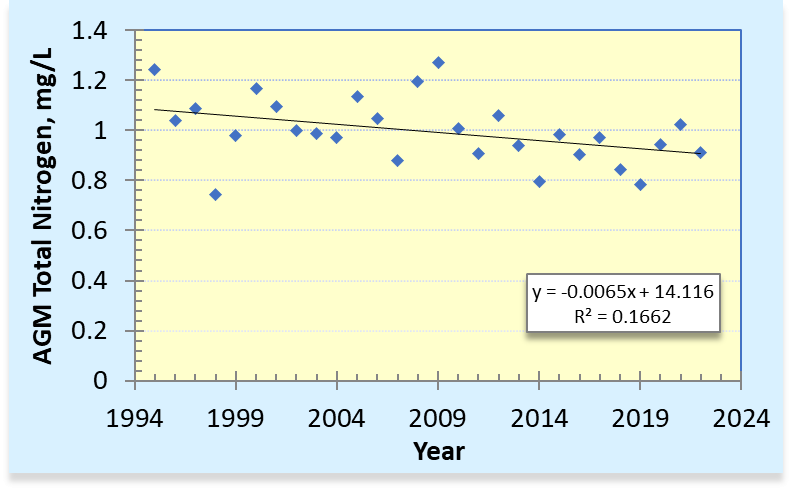 AGM Total Nitrogen, mg/L
1.4
1.2
1
0.8
0.6
0.4
0.2
0
y = -0.0065x + 14.116
R² = 0.1662
1994 1999 2004 2009 2014 2019 2024
Year